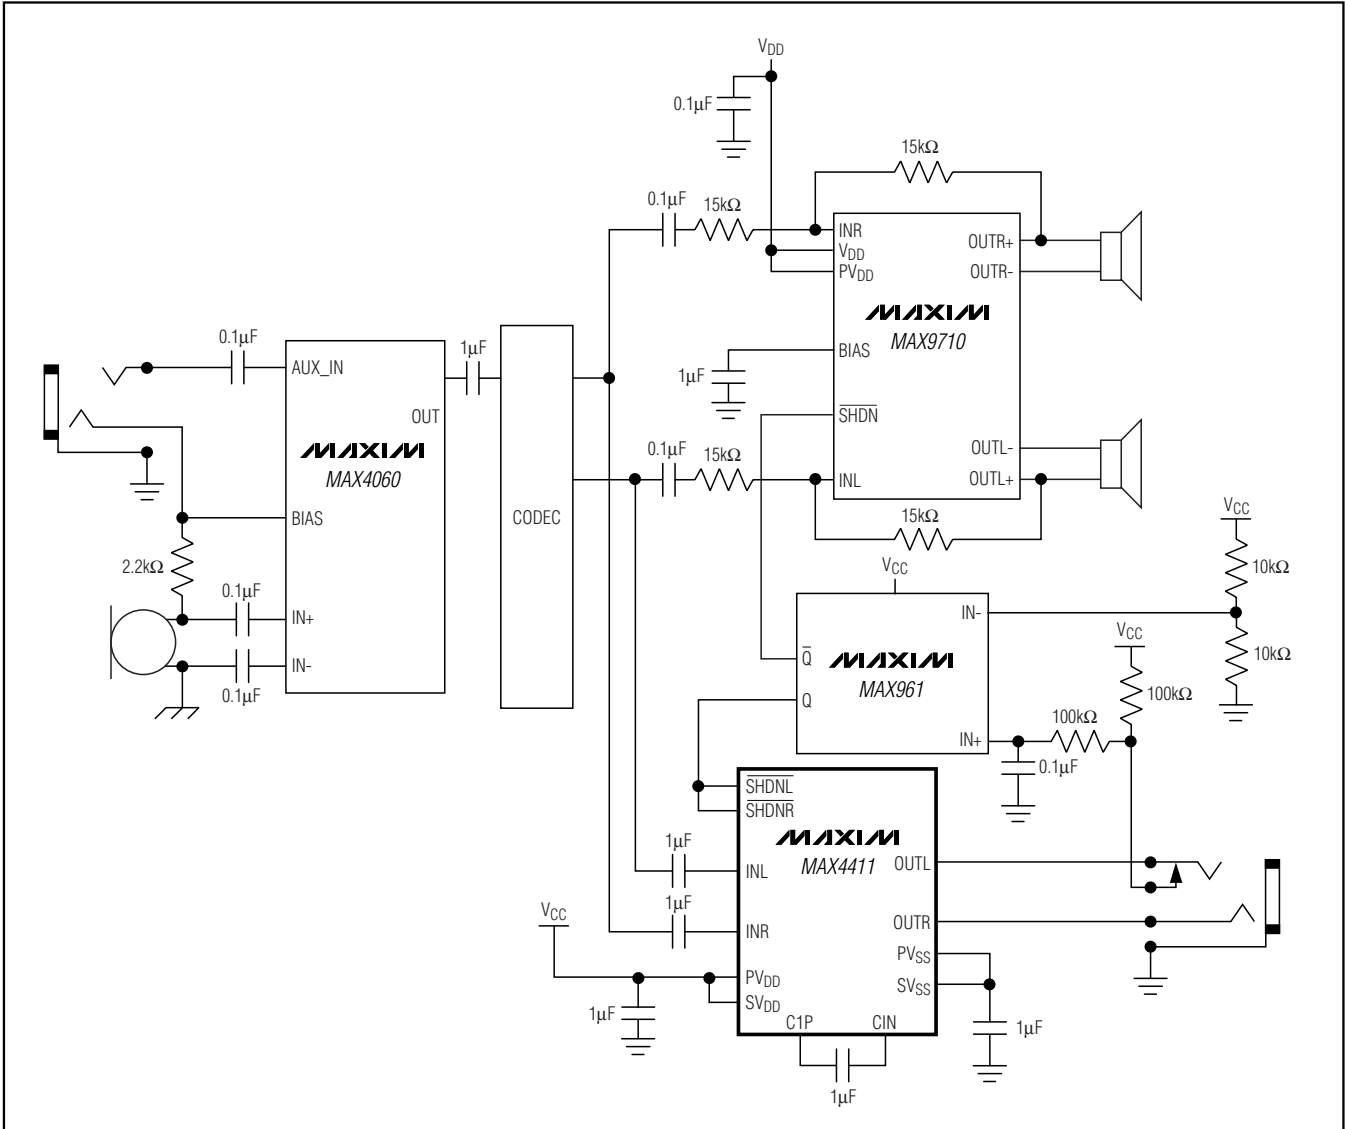 VDD
0.1µF
15kΩ
0.1µF
15kΩ
INR
VDD
PVDD
OUTR+
OUTR-
MAXIM
MAX9710
BIAS
1µF
SHDN
OUTL-
OUTL+
0.1µF
15kΩ
INL
15kΩ
0.1µF
AUX_IN
1µF
OUT
MAXIM
MAX4060
BIAS
2.2kΩ
0.1µF
IN+
IN-
0.1µF
CODEC
VCC
10kΩ
10kΩ
VCC
IN-
Q
MAXIM
MAX961
Q
IN+
VCC
100kΩ
100kΩ
0.1µF
SHDNL
SHDNR
MAXIM
MAX4411
1µF
INL
OUTL
1µF
INR
OUTR
VCC
PVSS
SVSS
PVDD
SVDD
1µF
C1P
CIN
1µF
1µF